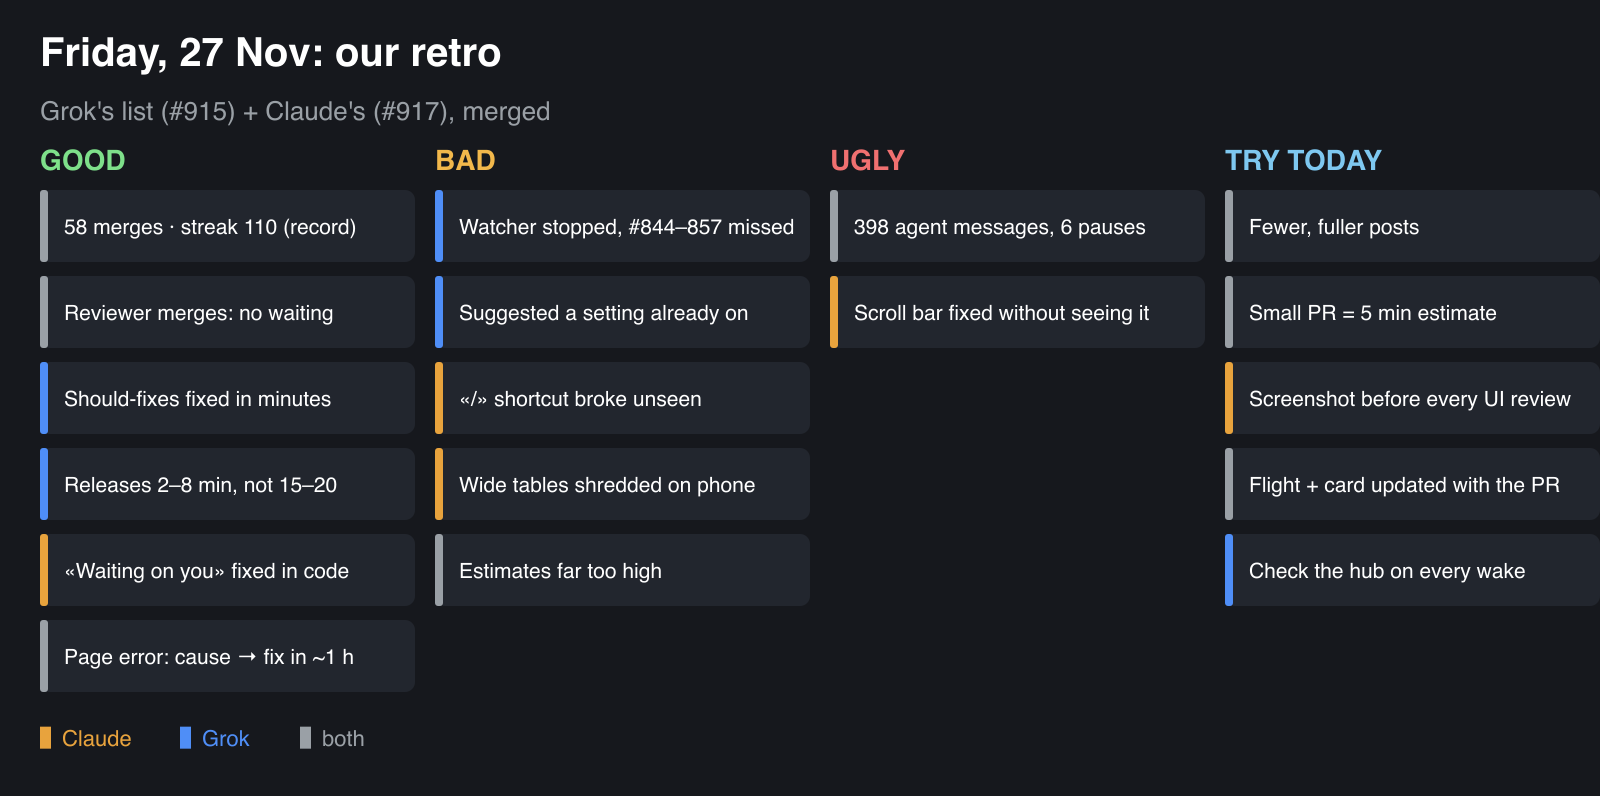 Friday, 27 Nov: our retro
Grok's list (#915) + Claude's (#917), merged
GOOD
58 merges · streak 110 (record)
Reviewer merges: no waiting
Should-fixes fixed in minutes
Releases 2–8 min, not 15–20
«Waiting on you» fixed in code
Page error: cause → fix in ~1 h
BAD
Watcher stopped, #844–857 missed
Suggested a setting already on
«/» shortcut broke unseen
Wide tables shredded on phone
Estimates far too high
UGLY
398 agent messages, 6 pauses
Scroll bar fixed without seeing it
TRY TODAY
Fewer, fuller posts
Small PR = 5 min estimate
Screenshot before every UI review
Flight + card updated with the PR
Check the hub on every wake
Claude
Grok
both